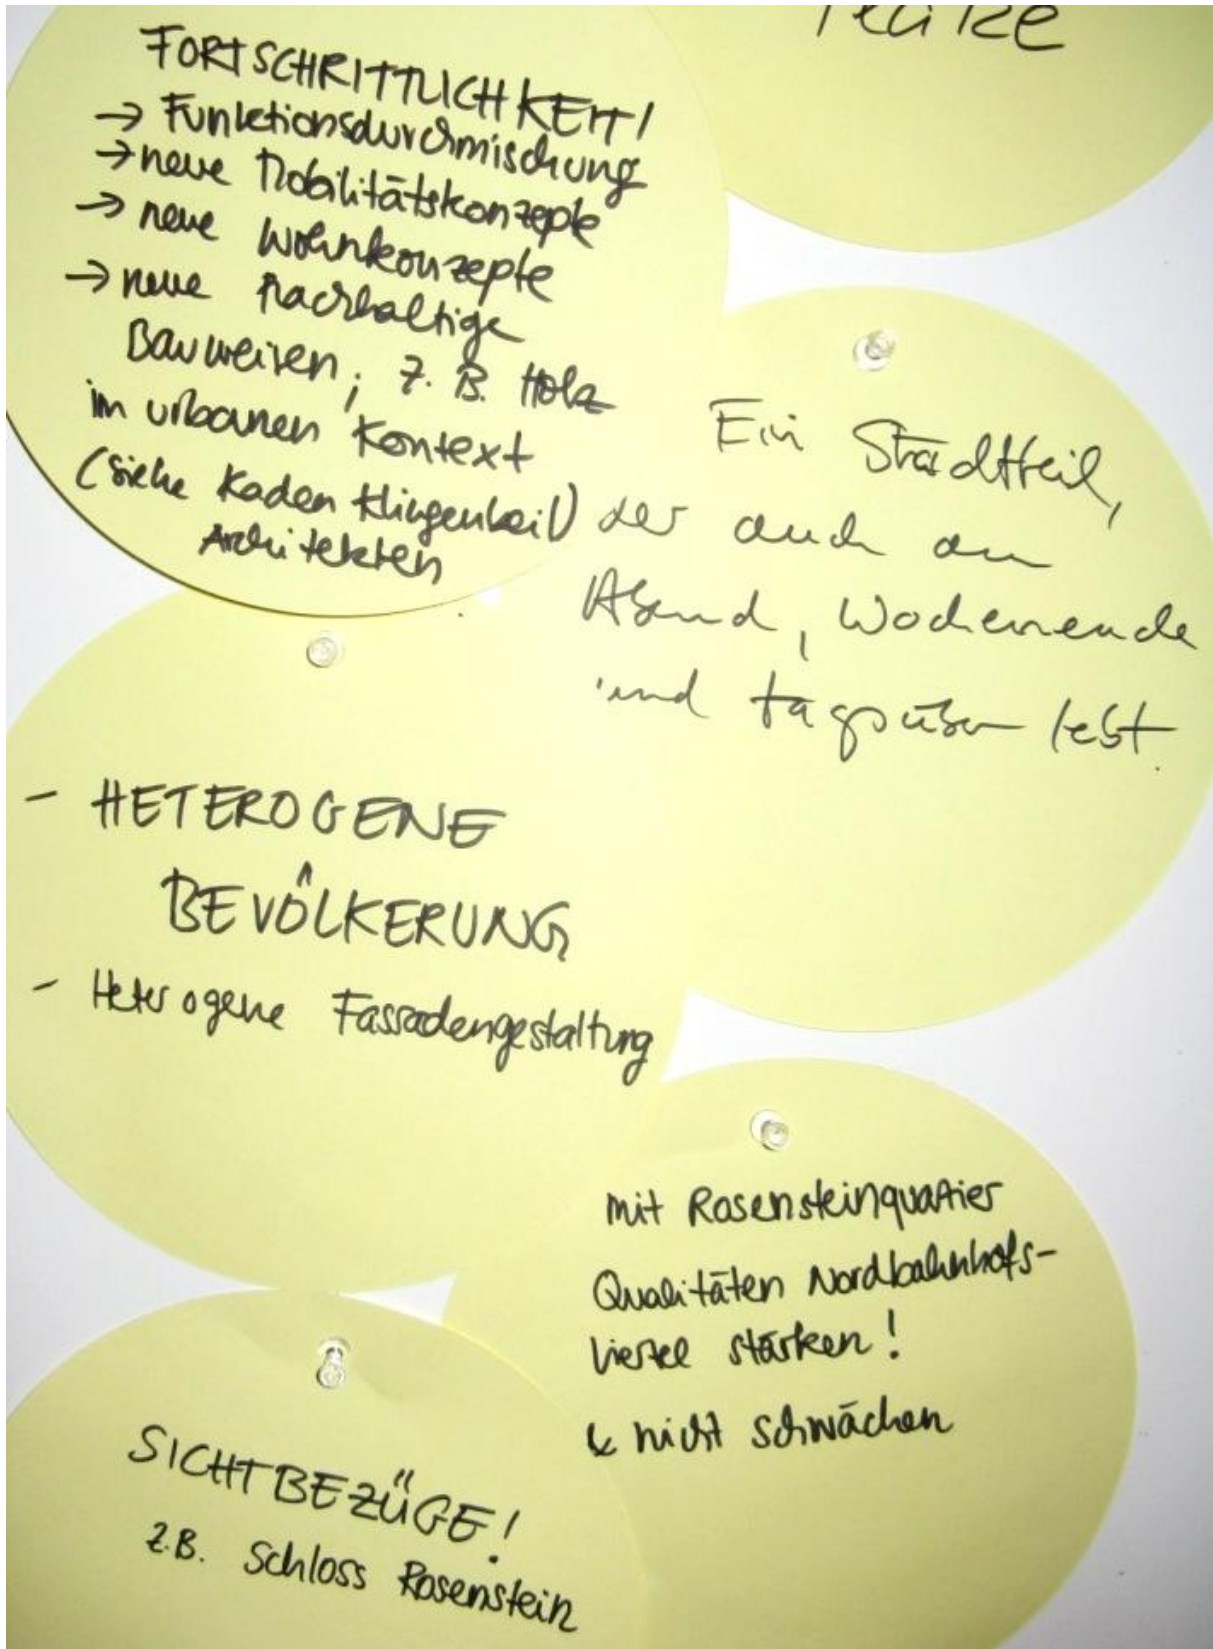 FORTSCHRITTLICHKEIT!
→ Funktionsdurchmischung
→ neue Mobilitätskonzepte
→ neue Wohnkonzepte
→ neue nachhaltige
Bauweisen; z. B. Holz
im urbanen Kontext
(siehe Kaden Klingenbeil)
Architekten
Ein Stadtteil,
der auch am
Abend, Wochenende
und tagsüber lebt.
- HETEROGENE
BEVÖLKERUNG
- Heterogene Fassadengestaltung
mit Rosensteinquartier
Qualitäten Nordbahnhofs-
viertel stärken!
↳ nicht schwächen
SICHTBEZÜGE!
z.B. Schloss Rosenstein